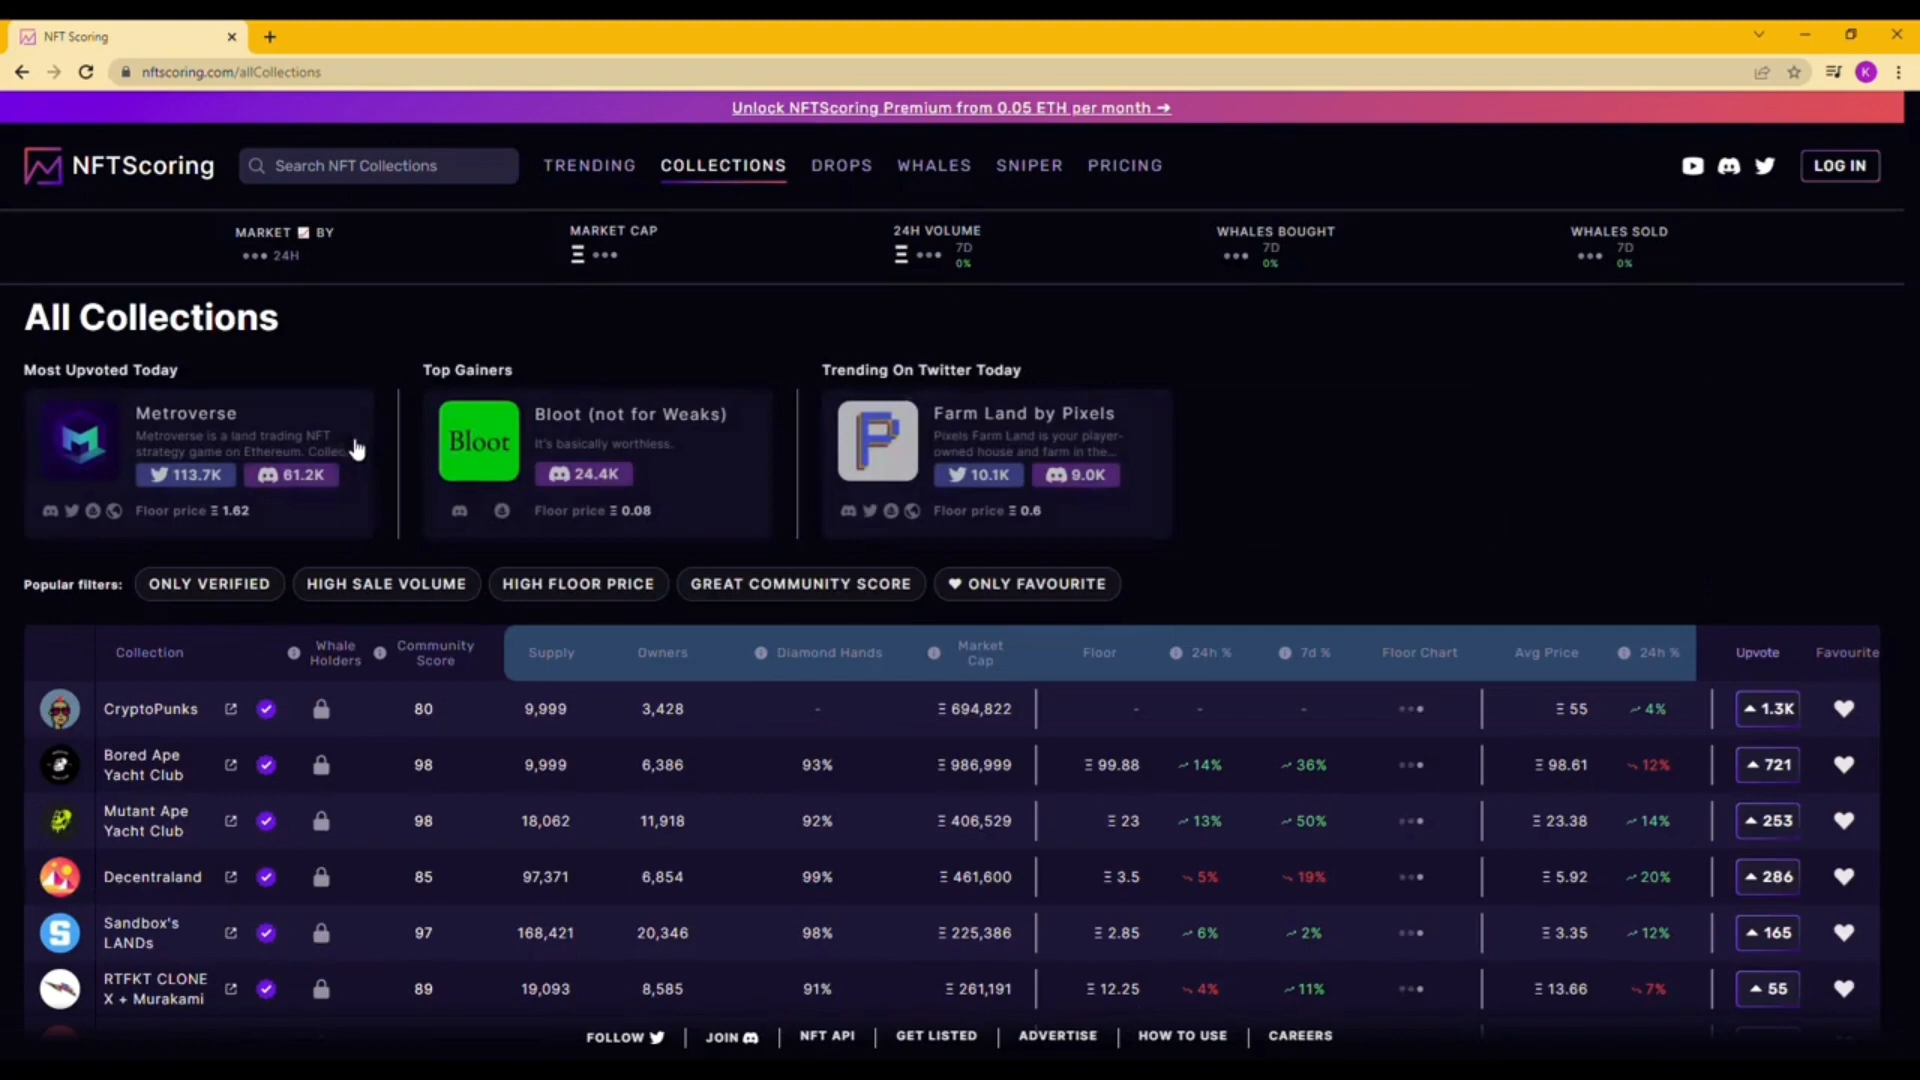 NFT Scoring
nftscoring.com/allCollections
K
Unlock NFTScoring Premium from 0.05 ETH per month →
NFTScoring
Search NFT Collections
TRENDING
COLLECTIONS
DROPS
WHALES
SNIPER
PRICING
LOG IN
MARKET BY
••• 24H
MARKET CAP
Ξ •••
24H VOLUME
Ξ ••• 7D
0%
WHALES BOUGHT
••• 7D
0%
WHALES SOLD
••• 7D
0%
All Collections
Most Upvoted Today
Metroverse
Metroverse is a land trading NFT
strategy game on Ethereum. Collec
113.7K 61.2K
Floor price Ξ 1.62
Top Gainers
Bloot
Bloot (not for Weaks)
It's basically worthless.
24.4K
Floor price Ξ 0.08
Trending On Twitter Today
Farm Land by Pixels
Pixels Farm Land is your player-
owned house and farm in the...
10.1K 9.0K
Floor price Ξ 0.6
Popular filters: ONLY VERIFIED HIGH SALE VOLUME HIGH FLOOR PRICE GREAT COMMUNITY SCORE ♥ ONLY FAVOURITE
Collection
Whale
Holders
Community
Score
Supply
Owners
Diamond Hands
Market
Cap
Floor
24h %
7d %
Floor Chart
Avg Price
24h %
Upvote
Favourite
CryptoPunks 80 9,999 3,428 - Ξ 694,822 - - - ••• Ξ 55 4% 1.3K
Bored Ape
Yacht Club 98 9,999 6,386 93% Ξ 986,999 Ξ 99.88 14% 36% ••• Ξ 98.61 12% 721
Mutant Ape
Yacht Club 98 18,062 11,918 92% Ξ 406,529 Ξ 23 13% 50% ••• Ξ 23.38 14% 253
Decentraland 85 97,371 6,854 99% Ξ 461,600 Ξ 3.5 5% 19% ••• Ξ 5.92 20% 286
Sandbox's
LANDs 97 168,421 20,346 98% Ξ 225,386 Ξ 2.85 6% 2% ••• Ξ 3.35 12% 165
RTFKT CLONE
X + Murakami 89 19,093 8,585 91% Ξ 261,191 Ξ 12.25 4% 11% ••• Ξ 13.66 7% 55
FOLLOW | JOIN | NFT API | GET LISTED | ADVERTISE | HOW TO USE | CAREERS